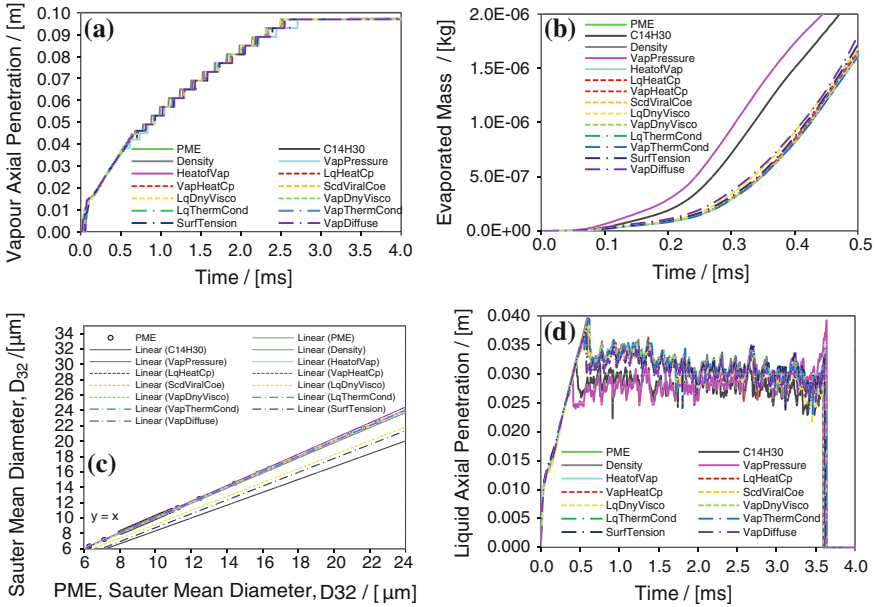 (a)
Vapour Axial Penetration / [m]
0.10
0.09
0.08
0.07
0.06
0.05
0.04
0.03
0.02
0.01
0.00
PME C14H30
Density VapPressure
HeatofVap LqHeatCp
VapHeatCp ScdViralCoe
LqDnyVisco VapDnyVisco
LqThermCond VapThermCond
SurfTension VapDiffuse
0.0 0.5 1.0 1.5 2.0 2.5 3.0 3.5 4.0
Time / [ms]
(b)
Evaporated Mass / [kg]
2.0E-06
1.5E-06
1.0E-06
5.0E-07
0.0E+00
PME
C14H30
Density
VapPressure
HeatofVap
LqHeatCp
VapHeatCp
ScdViralCoe
LqDnyVisco
VapDnyVisco
LqThermCond
VapThermCond
SurfTension
VapDiffuse
0.0 0.1 0.2 0.3 0.4 0.5
Time / [ms]
(c)
Sauter Mean Diameter, D32 /[µm]
34
32
30
28
26
24
22
20
18
16
14
12
10
8
6
PME Linear (PME)
Linear (C14H30) Linear (Density)
Linear (VapPressure) Linear (HeatofVap)
Linear (LqHeatCp) Linear (VapHeatCp)
Linear (ScdViralCoe) Linear (LqDnyVisco)
Linear (VapDnyVisco) Linear (LqThermCond)
Linear (VapThermCond) Linear (SurfTension)
Linear (VapDiffuse)
y = x
6 8 10 12 14 16 18 20 22 24
PME, Sauter Mean Diameter, D32 / [ µm]
(d)
Liquid Axial Penetration / [m]
0.040
0.035
0.030
0.025
0.020
0.015
0.010
0.005
0.000
PME C14H30
Density VapPressure
HeatofVap LqHeatCp
VapHeatCp ScdViralCoe
LqDnyVisco VapDnyVisco
LqThermCond VapThermCond
SurfTension VapDiffuse
0.0 0.5 1.0 1.5 2.0 2.5 3.0 3.5 4.0
Time / [ms]